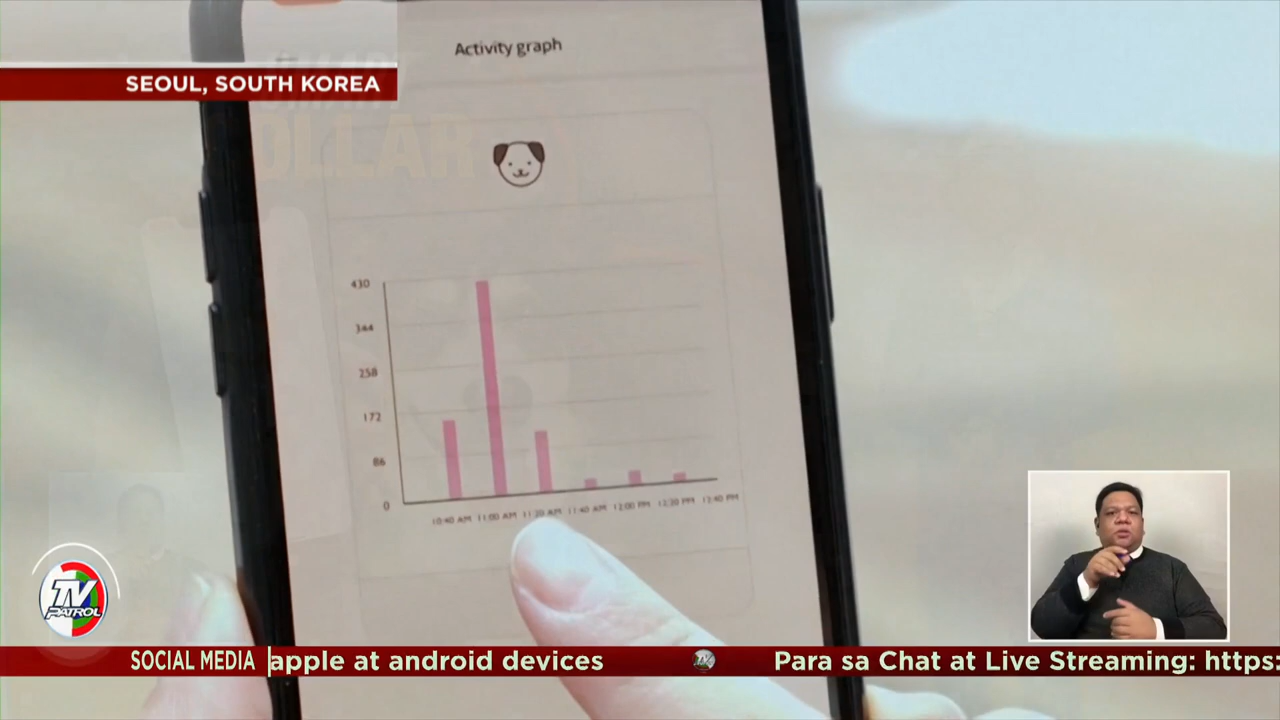 Activity graph
SEOUL, SOUTH KOREA
OLLAR
430
344
258
172
86
0
10:40 AM 11:00 AM 11:20 AM 11:40 AM 12:00 PM 12:20 PM 12:40 PM
TV
PATROL
SOCIAL MEDIA apple at android devices TV Para sa Chat at Live Streaming: https: